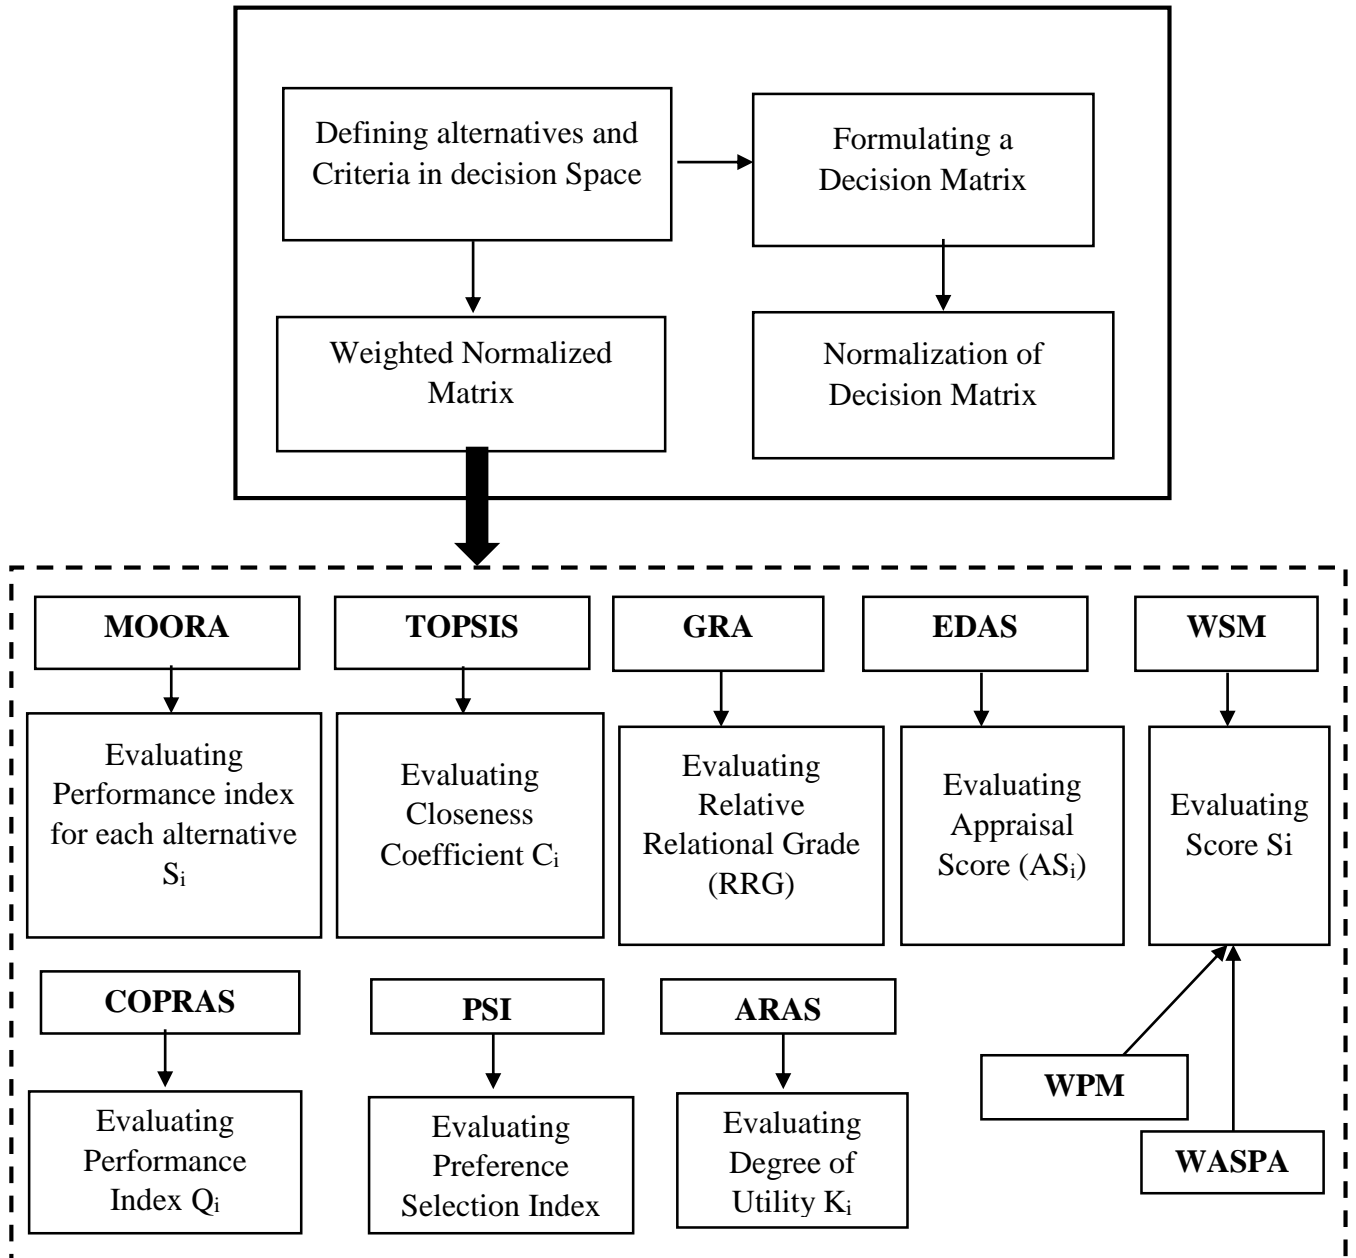 Defining alternatives and
Criteria in decision Space
Formulating a
Decision Matrix
Weighted Normalized
Matrix
Normalization of
Decision Matrix
MOORA
TOPSIS
GRA
EDAS
WSM
Evaluating
Performance index
for each alternative
Sᵢ
Evaluating
Closeness
Coefficient Cᵢ
Evaluating
Relative
Relational Grade
(RRG)
Evaluating
Appraisal
Score (ASᵢ)
Evaluating
Score Si
COPRAS
PSI
ARAS
WPM
WASPA
Evaluating
Performance
Index Qᵢ
Evaluating
Preference
Selection Index
Evaluating
Degree of
Utility Kᵢ